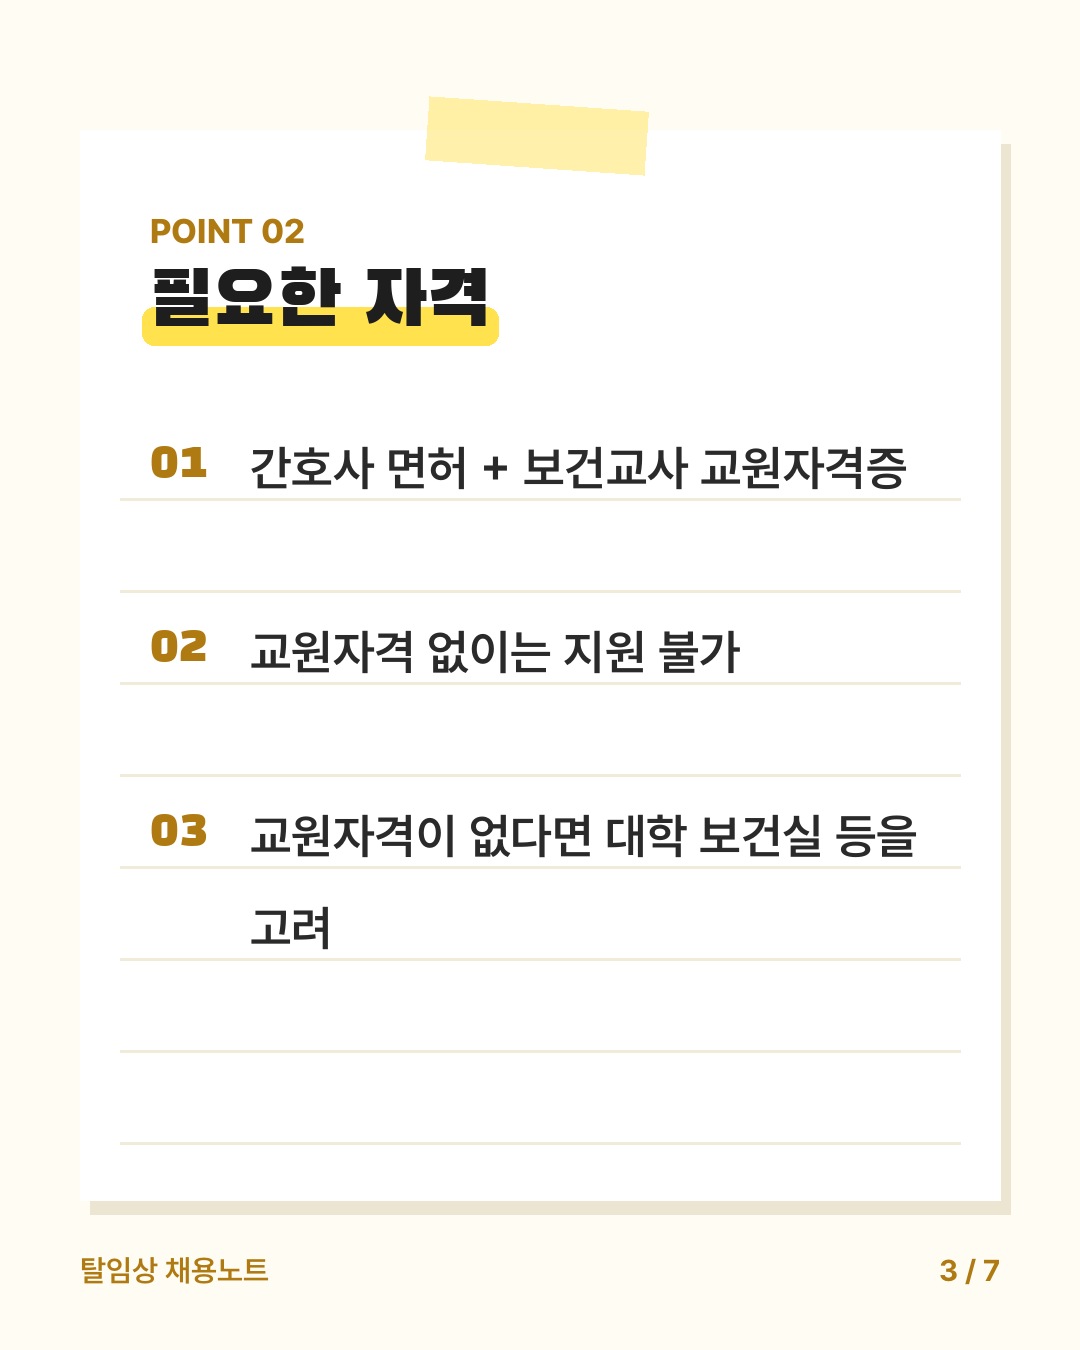 POINT 02
필요한 자격
01 간호사 면허 + 보건교사 교원자격증
02 교원자격 없이는 지원 불가
03 교원자격이 없다면 대학 보건실 등을
고려
탈임상 채용노트
3 / 7